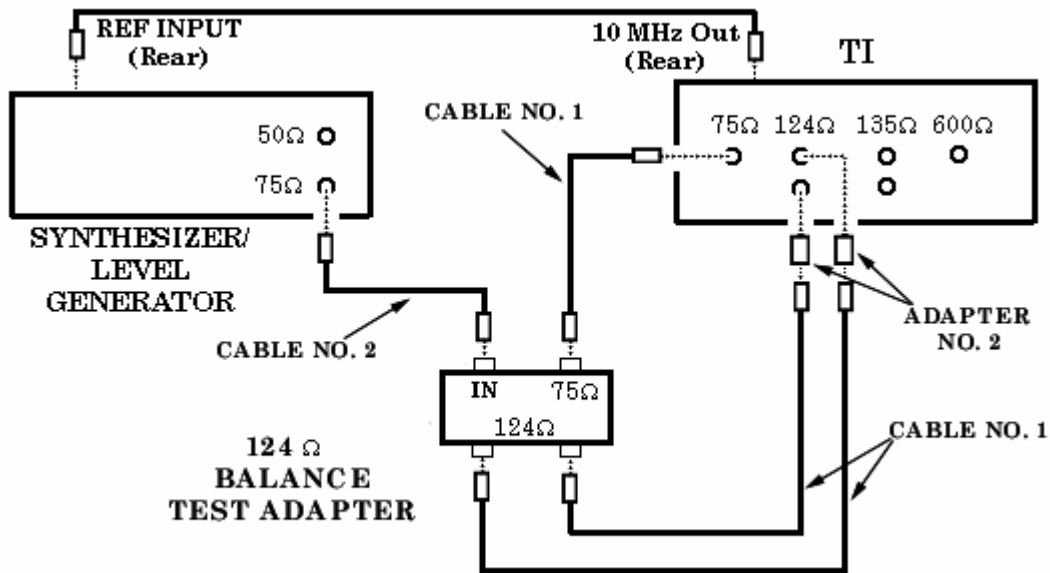 REF INPUT
(Rear)
10 MHz Out
(Rear)
TI
CABLE NO. 1
50Ω
75Ω
75Ω 124Ω 135Ω 600Ω
SYNTHESIZER/
LEVEL
GENERATOR
CABLE NO. 2
ADAPTER
NO. 2
IN 75Ω
124Ω
CABLE NO. 1
124 Ω
BALANCE
TEST ADAPTER